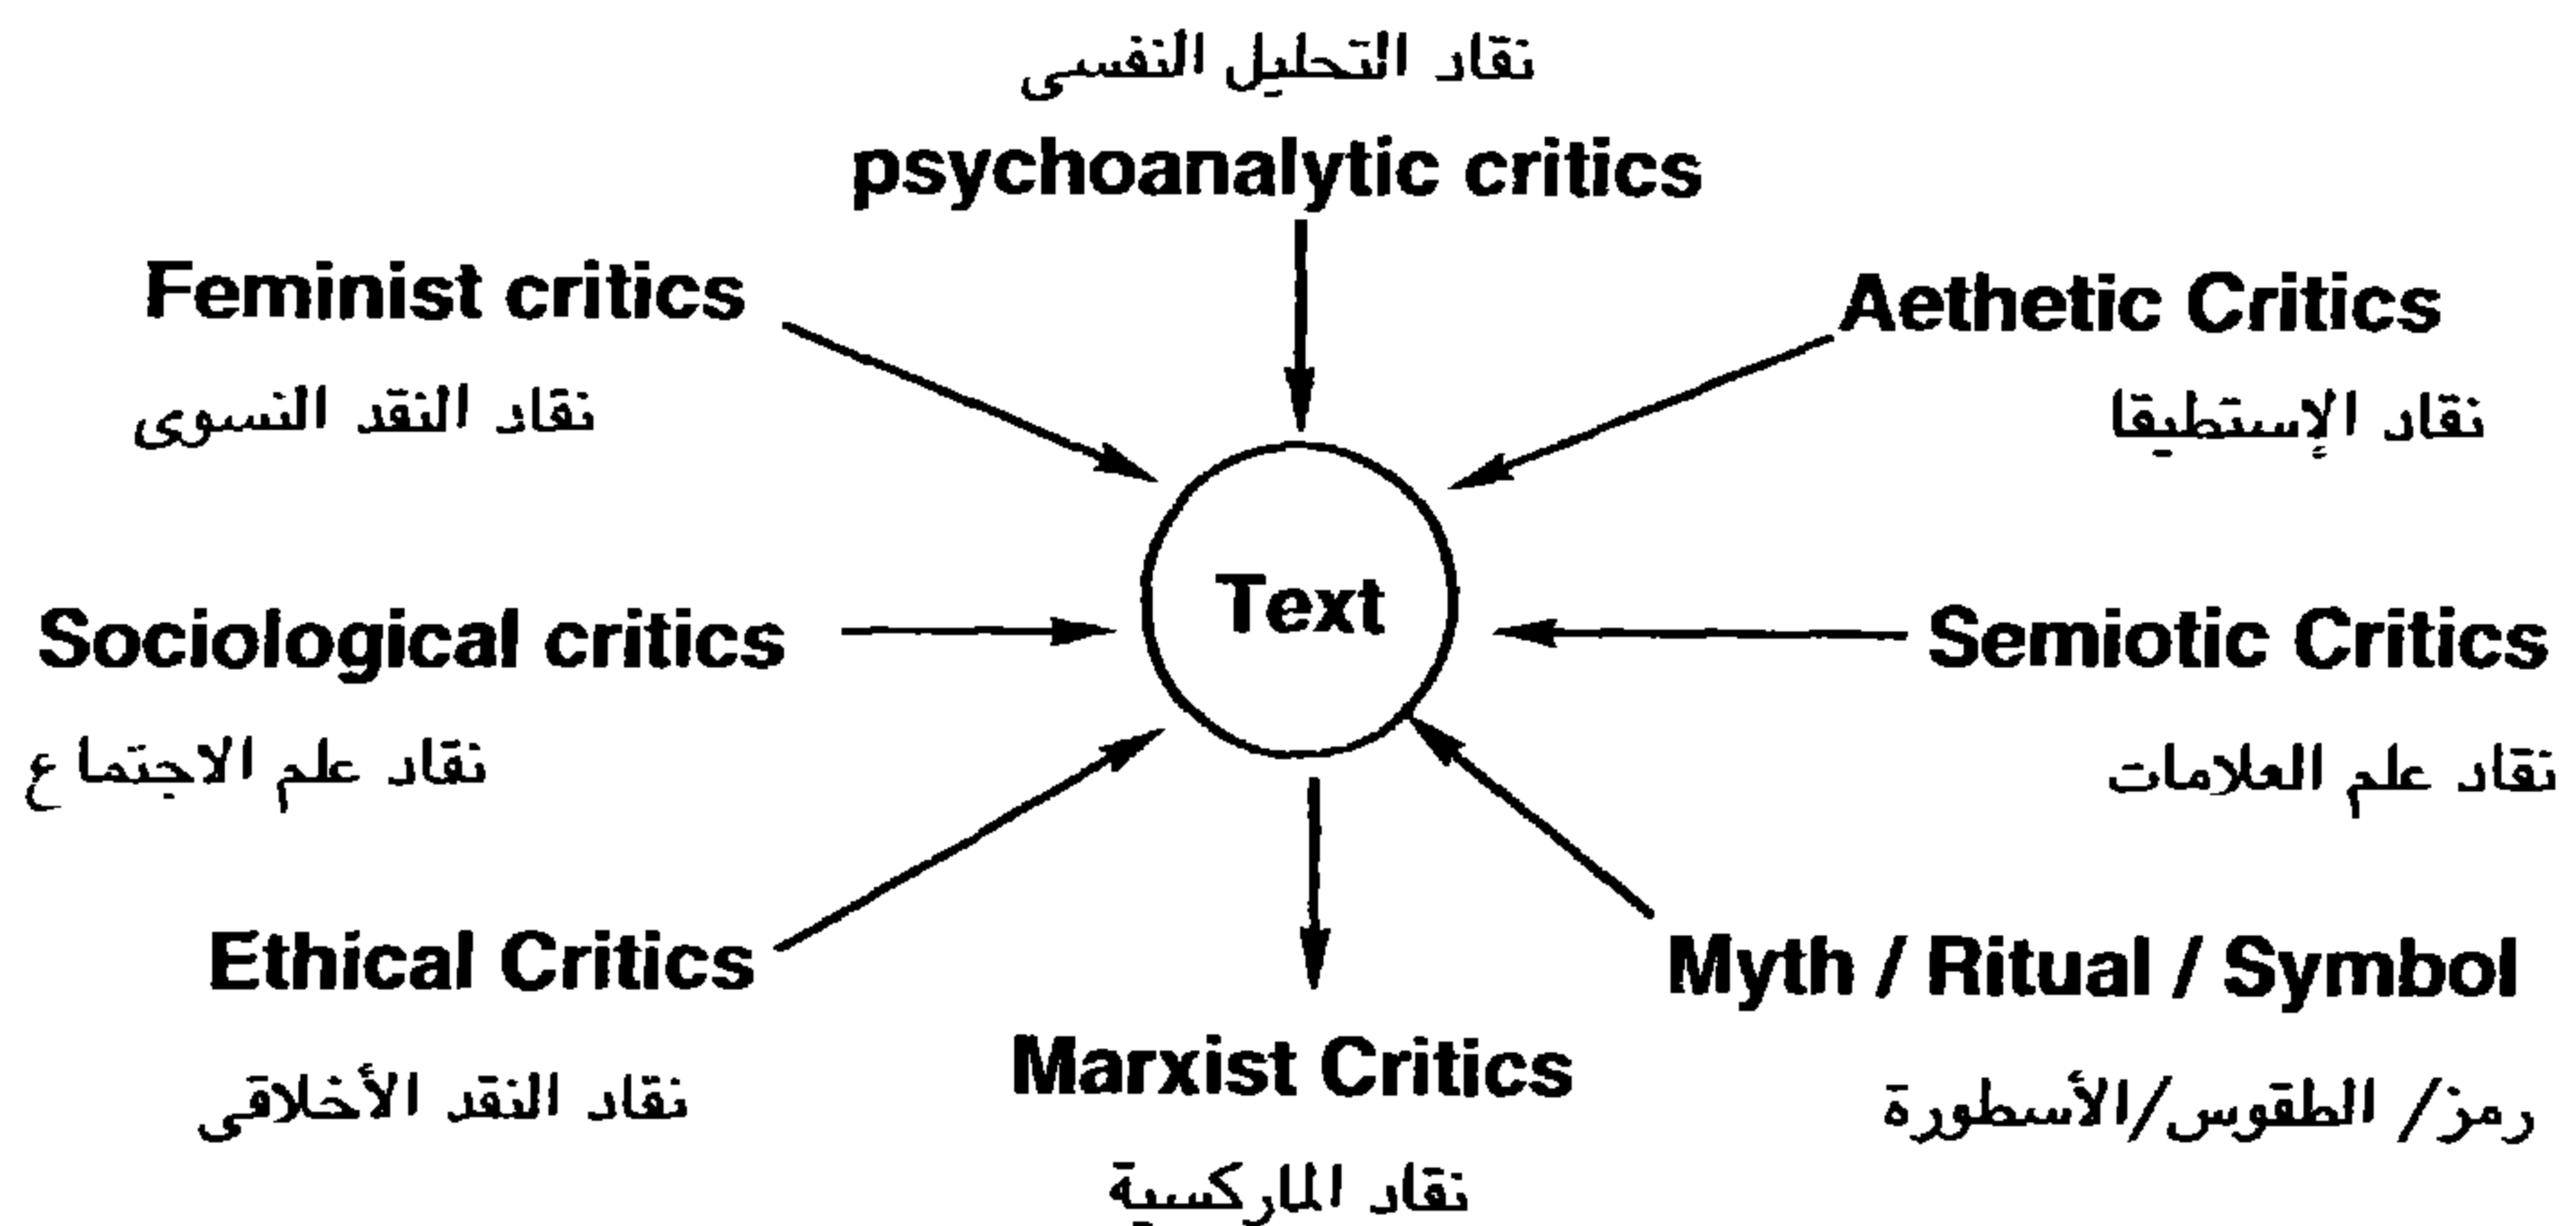 نقاد التحليل النفسى
psychoanalytic critics
Feminist critics
نقاد النقد النسوى
Aethetic Critics
نقاد الإستطيقا
Text
Sociological critics
نقاد علم الاجتماع
Semiotic Critics
نقاد علم العلامات
Ethical Critics
نقاد النقد الأخلاقى
Myth / Ritual / Symbol
رمز/ الطقوس/الأسطورة
Marxist Critics
نقاد الماركسية